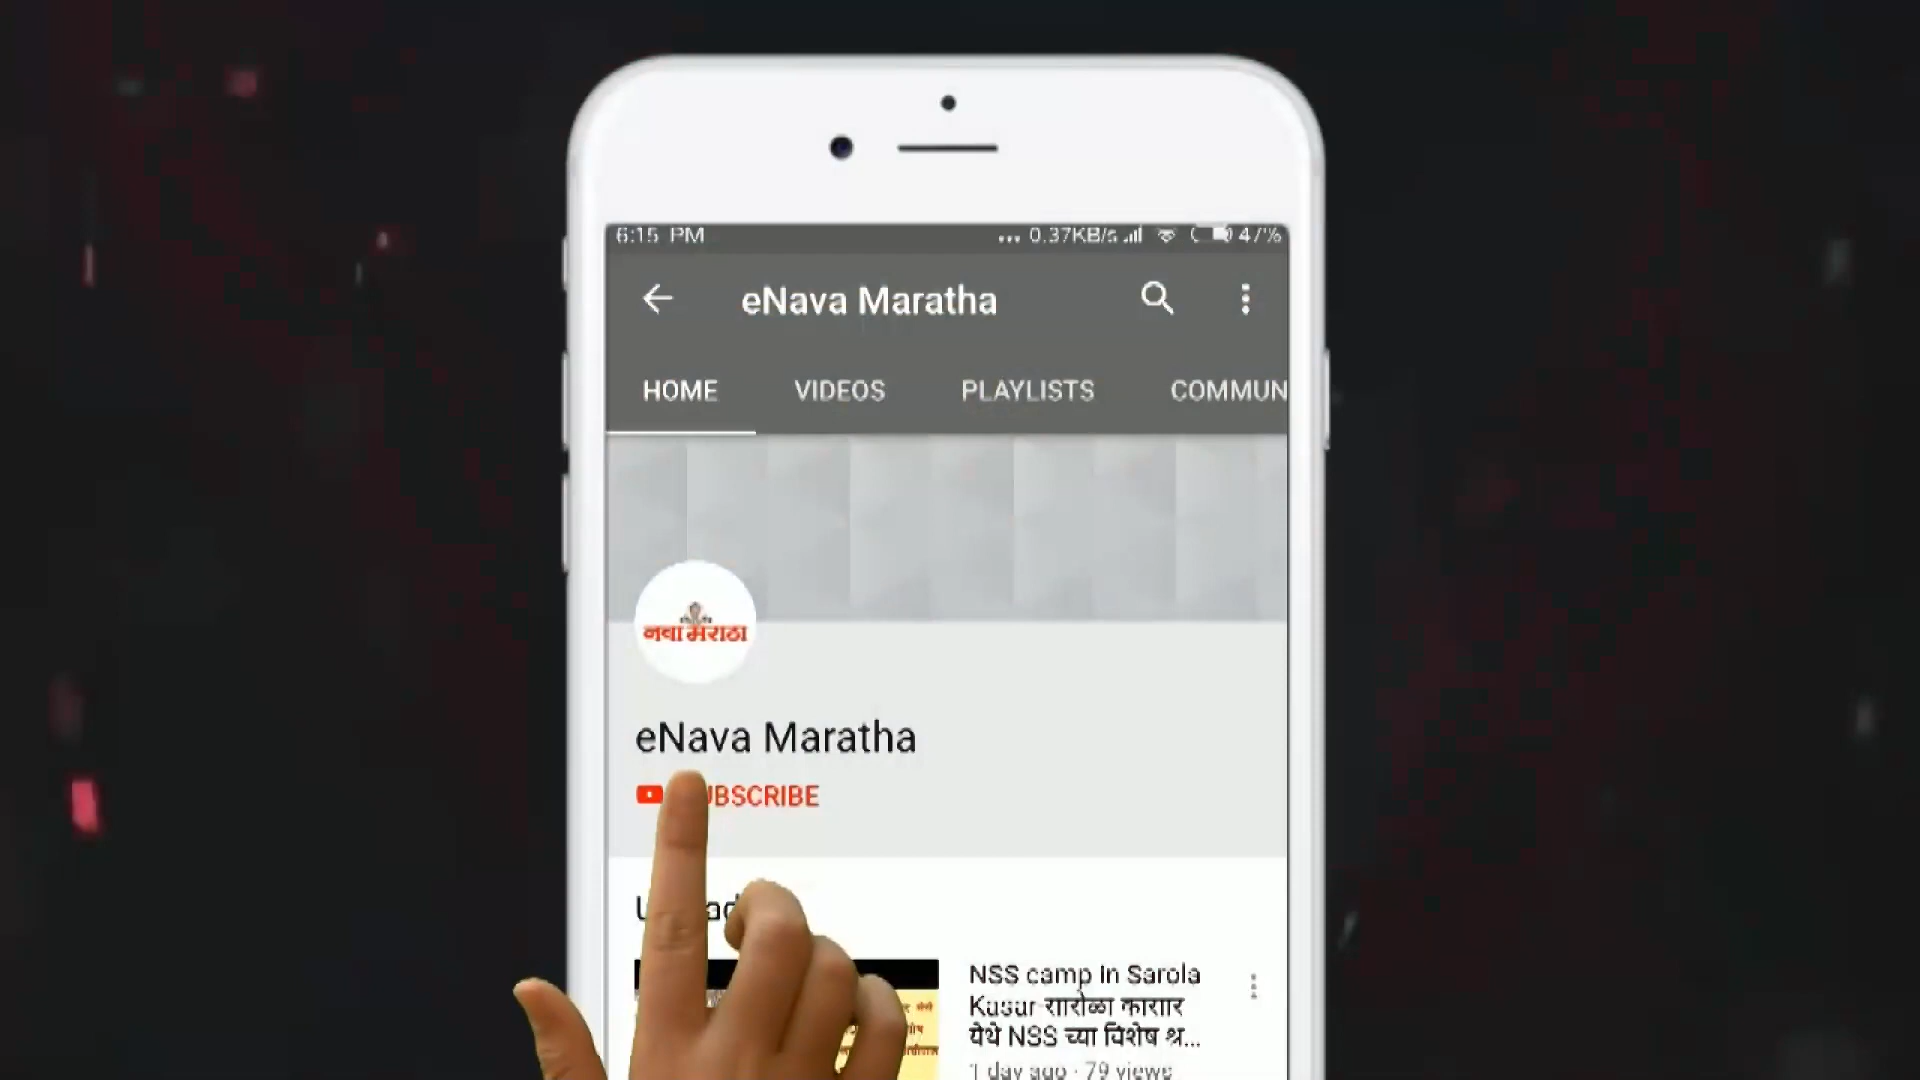 6:15 PM
... 0.37KB/s 47%
eNava Maratha
HOME VIDEOS PLAYLISTS COMMUN
नवा मराठा
eNava Maratha
UBSCRIBE
NSS camp in Sarola
Kasar सारोळा कासार
येथे NSS च्या विशेष श्र...
1 day ago · 79 views